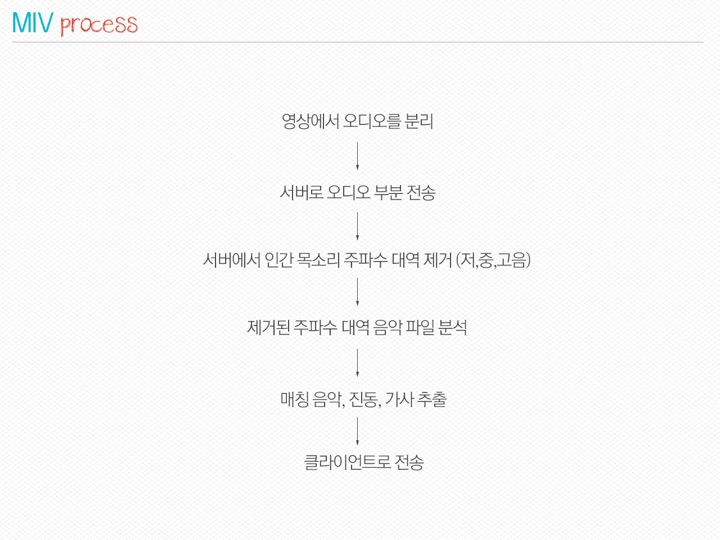 MIV process
영상에서 오디오를 분리
서버로 오디오 부분 전송
서버에서 인간 목소리 주파수 대역 제거 (저,중,고음)
제거된 주파수 대역 음악 파일 분석
매칭 음악, 진동, 가사 추출
클라이언트로 전송